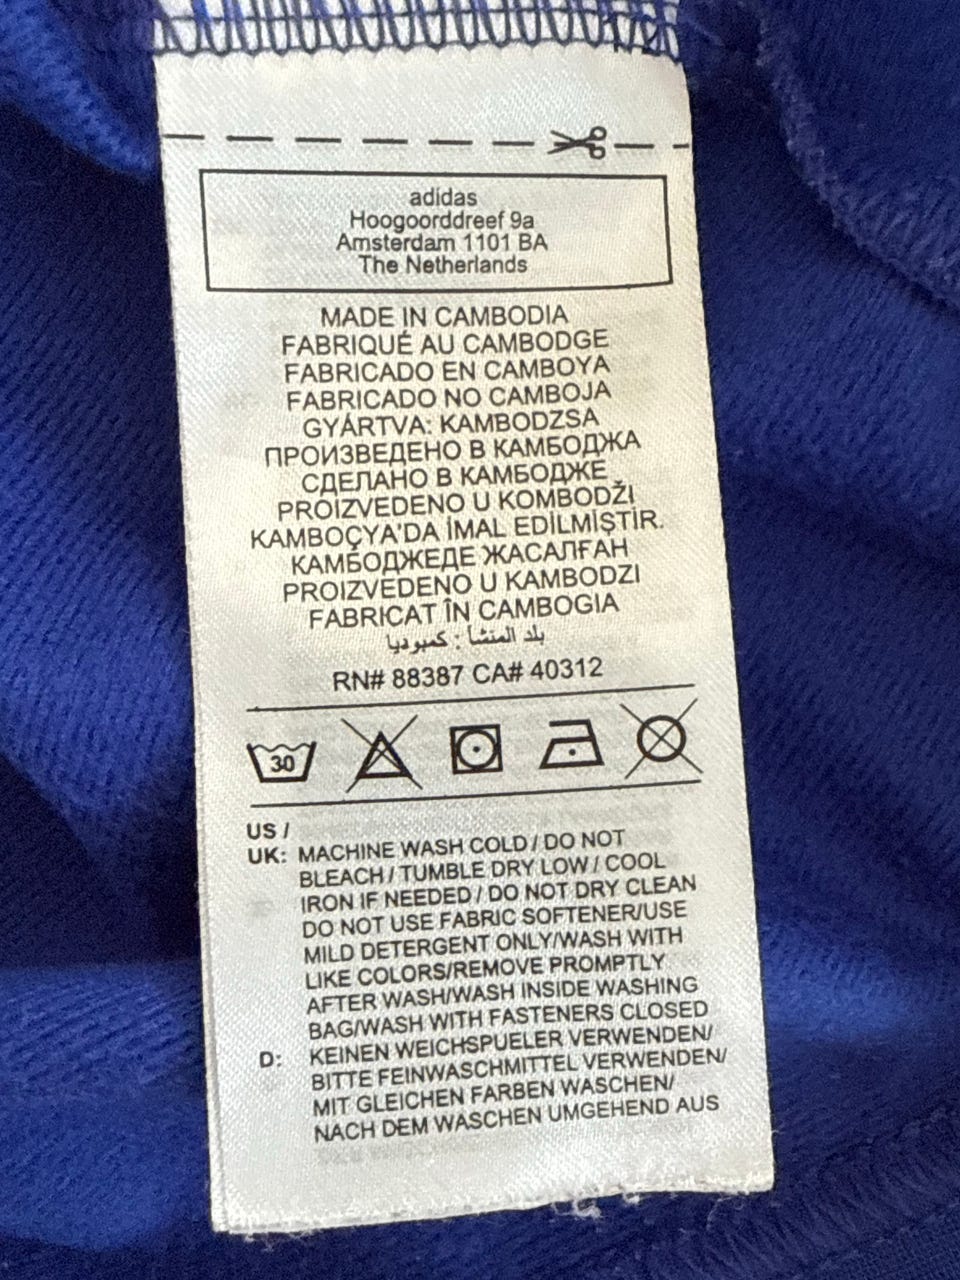 adidas
Hoogoorddreef 9a
Amsterdam 1101 BA
The Netherlands
MADE IN CAMBODIA
FABRIQUÉ AU CAMBODGE
FABRICADO EN CAMBOYA
FABRICADO NO CAMBOJA
GYÁRTVA: KAMBODZSA
ПРОИЗВЕДЕНО В КАМБОДЖА
СДЕЛАНО В КАМБОДЖЕ
PROIZVEDENO U KOMBODŽI
KAMBOÇYA'DA İMAL EDİLMİŞTİR.
КАМБОДЖЕДЕ ЖАСАЛҒАН
PROIZVEDENO U KAMBODZI
FABRICAT ÎN CAMBOGIA
بلد المنشأ : كمبوديا
RN# 88387 CA# 40312
30
US /
UK: MACHINE WASH COLD / DO NOT
BLEACH / TUMBLE DRY LOW / COOL
IRON IF NEEDED / DO NOT DRY CLEAN
DO NOT USE FABRIC SOFTENER/USE
MILD DETERGENT ONLY/WASH WITH
LIKE COLORS/REMOVE PROMPTLY
AFTER WASH/WASH INSIDE WASHING
BAG/WASH WITH FASTENERS CLOSED
D: KEINEN WEICHSPUELER VERWENDEN/
BITTE FEINWASCHMITTEL VERWENDEN/
MIT GLEICHEN FARBEN WASCHEN/
NACH DEM WASCHEN UMGEHEND AUS